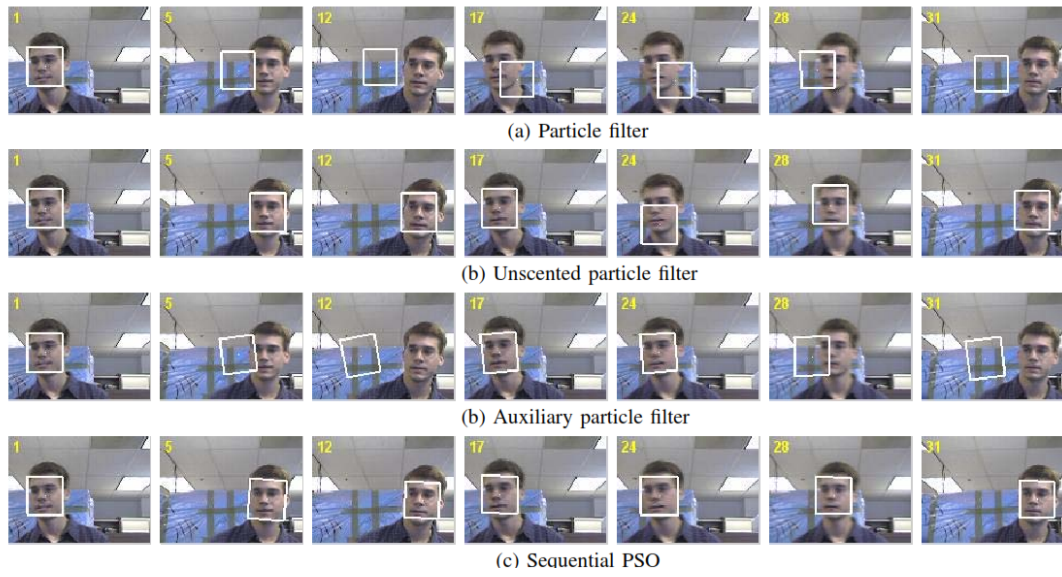 1 5 12 17 24 28 31
(a) Particle filter
1 5 12 17 24 28 31
(b) Unscented particle filter
1 5 12 17 24 28 31
(b) Auxiliary particle filter
1 5 12 17 24 28 31
(c) Sequential PSO